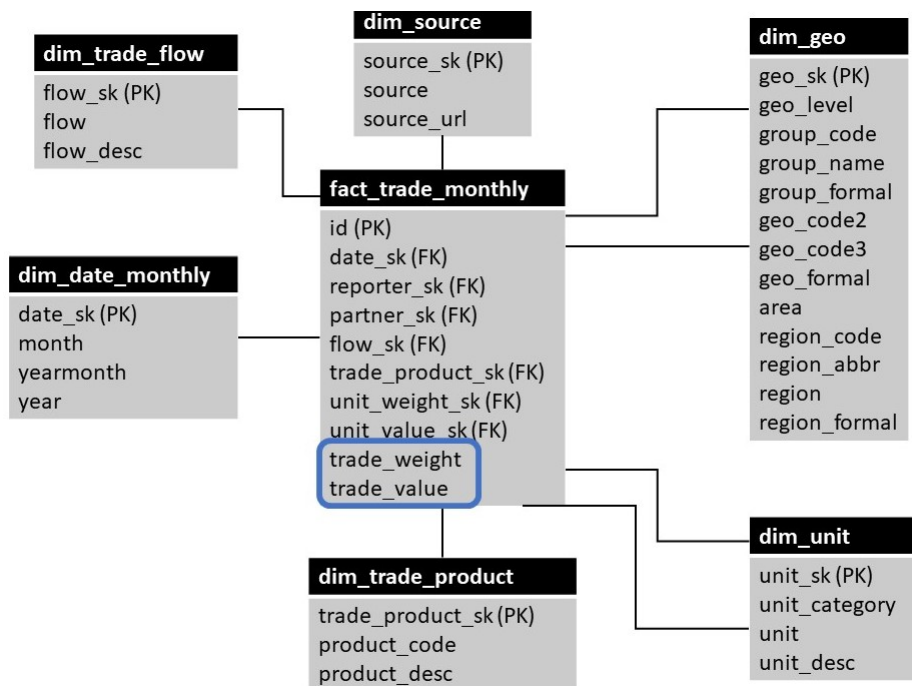 dim_source
source_sk (PK)
source
source_url
dim_trade_flow
flow_sk (PK)
flow
flow_desc
dim_geo
geo_sk (PK)
geo_level
group_code
group_name
group_formal
geo_code2
geo_code3
geo_formal
area
region_code
region_abbr
region
region_formal
fact_trade_monthly
id (PK)
date_sk (FK)
reporter_sk (FK)
partner_sk (FK)
flow_sk (FK)
trade_product_sk (FK)
unit_weight_sk (FK)
unit_value_sk (FK)
trade_weight
trade_value
dim_date_monthly
date_sk (PK)
month
yearmonth
year
dim_unit
unit_sk (PK)
unit_category
unit
unit_desc
dim_trade_product
trade_product_sk (PK)
product_code
product_desc